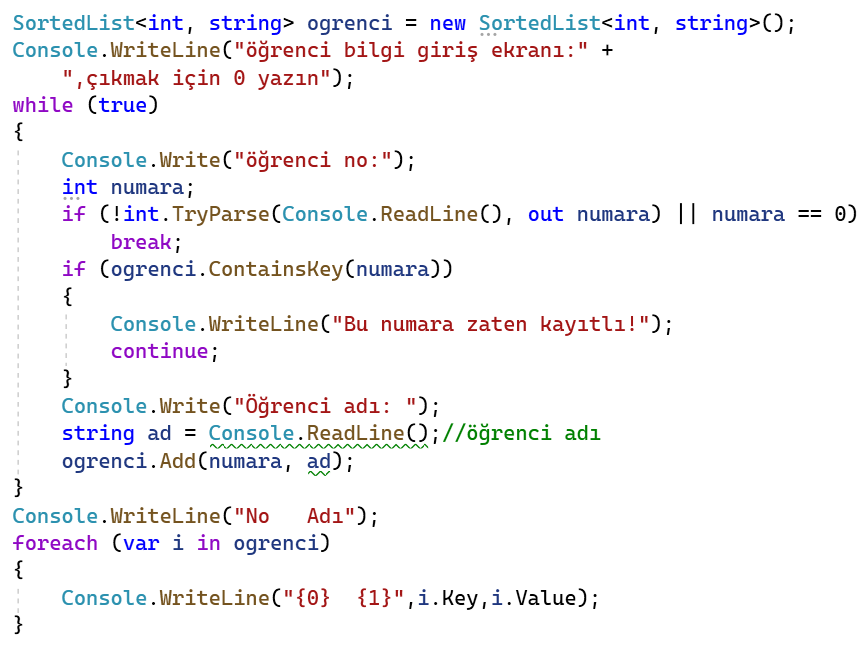 SortedList<int, string> ogrenci = new SortedList<int, string>();
Console.WriteLine("öğrenci bilgi giriş ekranı:" +
    ",çıkmak için 0 yazın");
while (true)
{
    Console.Write("öğrenci no:");
    int numara;
    if (!int.TryParse(Console.ReadLine(), out numara) || numara == 0)
        break;
    if (ogrenci.ContainsKey(numara))
    {
        Console.WriteLine("Bu numara zaten kayıtlı!");
        continue;
    }
    Console.Write("Öğrenci adı: ");
    string ad = Console.ReadLine();//öğrenci adı
    ogrenci.Add(numara, ad);
}
Console.WriteLine("No   Adı");
foreach (var i in ogrenci)
{
    Console.WriteLine("{0}  {1}",i.Key,i.Value);
}